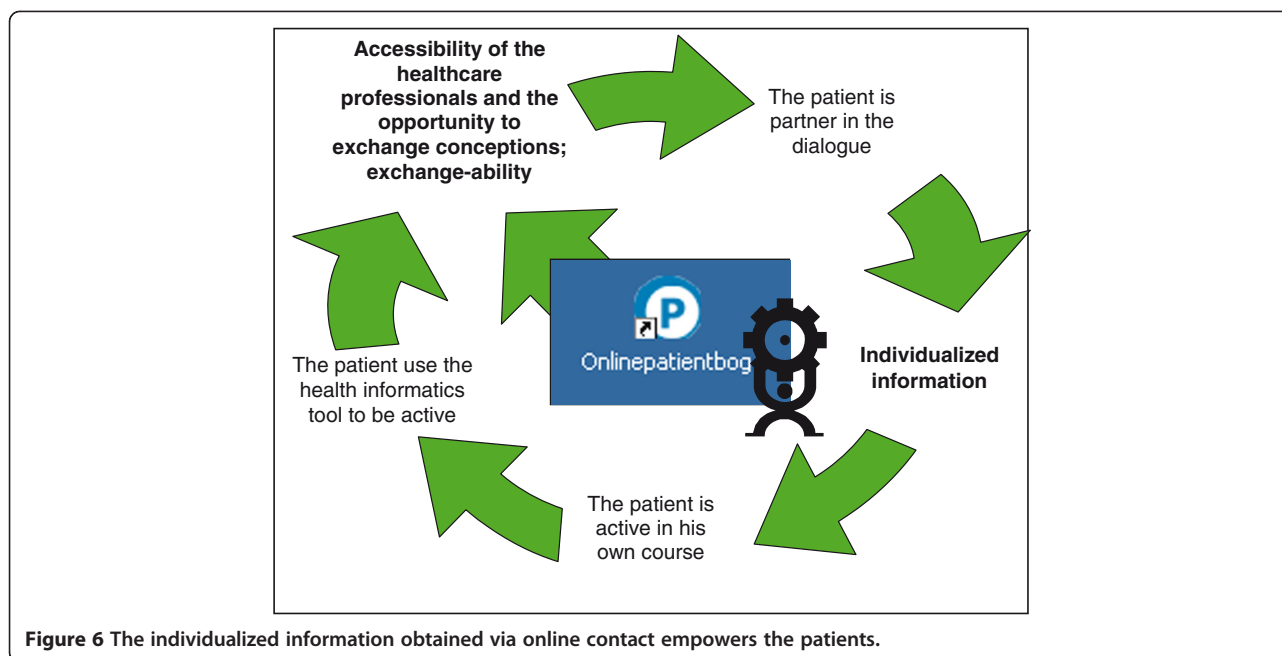 Accessibility of the
healthcare
professionals and the
opportunity to
exchange conceptions;
exchange-ability
The patient is
partner in the
dialogue
Individualized
information
The patient is
active in his
own course
The patient use the
health informatics
tool to be active
P
Onlinepatientbog
Figure 6 The individualized information obtained via online contact empowers the patients.